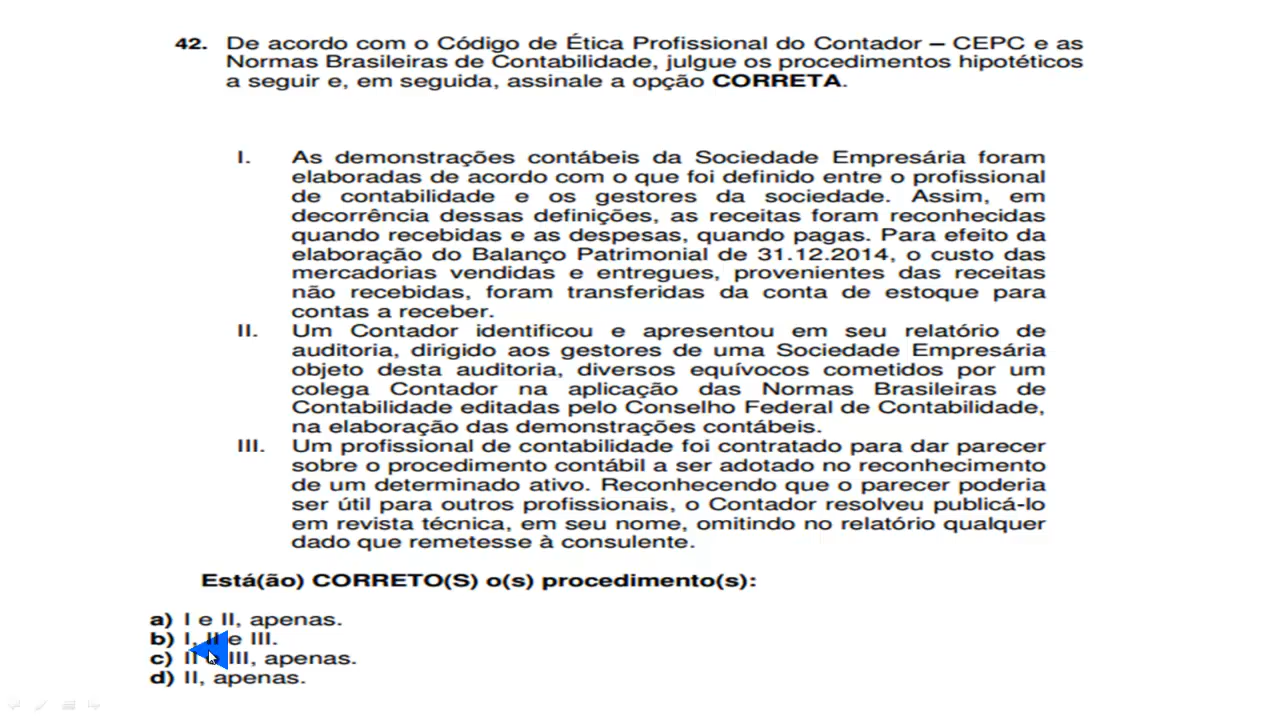 42. De acordo com o Código de Ética Profissional do Contador – CEPC e as
Normas Brasileiras de Contabilidade, julgue os procedimentos hipotéticos
a seguir e, em seguida, assinale a opção CORRETA.
I. As demonstrações contábeis da Sociedade Empresária foram
elaboradas de acordo com o que foi definido entre o profissional
de contabilidade e os gestores da sociedade. Assim, em
decorrência dessas definições, as receitas foram reconhecidas
quando recebidas e as despesas, quando pagas. Para efeito da
elaboração do Balanço Patrimonial de 31.12.2014, o custo das
mercadorias vendidas e entregues, provenientes das receitas
não recebidas, foram transferidas da conta de estoque para
contas a receber.
II. Um Contador identificou e apresentou em seu relatório de
auditoria, dirigido aos gestores de uma Sociedade Empresária
objeto desta auditoria, diversos equívocos cometidos por um
colega Contador na aplicação das Normas Brasileiras de
Contabilidade editadas pelo Conselho Federal de Contabilidade,
na elaboração das demonstrações contábeis.
III. Um profissional de contabilidade foi contratado para dar parecer
sobre o procedimento contábil a ser adotado no reconhecimento
de um determinado ativo. Reconhecendo que o parecer poderia
ser útil para outros profissionais, o Contador resolveu publicá-lo
em revista técnica, em seu nome, omitindo no relatório qualquer
dado que remetesse à consulente.
Está(ão) CORRETO(S) o(s) procedimento(s):
a) I e II, apenas.
b) I, II e III.
c) II e III, apenas.
d) II, apenas.